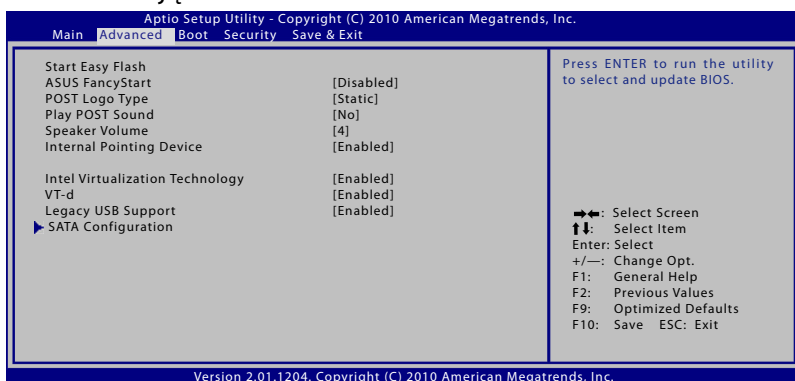 Aptio Setup Utility - Copyright (C) 2010 American Megatrends, Inc.
Main Advanced Boot Security Save & Exit
Start Easy Flash
ASUS FancyStart [Disabled]
POST Logo Type [Static]
Play POST Sound [No]
Speaker Volume [4]
Internal Pointing Device [Enabled]
Intel Virtualization Technology [Enabled]
VT-d [Enabled]
Legacy USB Support [Enabled]
SATA Configuration
Press ENTER to run the utility
to select and update BIOS.
→←: Select Screen
↑↓: Select Item
Enter: Select
+/—: Change Opt.
F1: General Help
F2: Previous Values
F9: Optimized Defaults
F10: Save ESC: Exit
Version 2.01.1204. Copyright (C) 2010 American Megatrends, Inc.